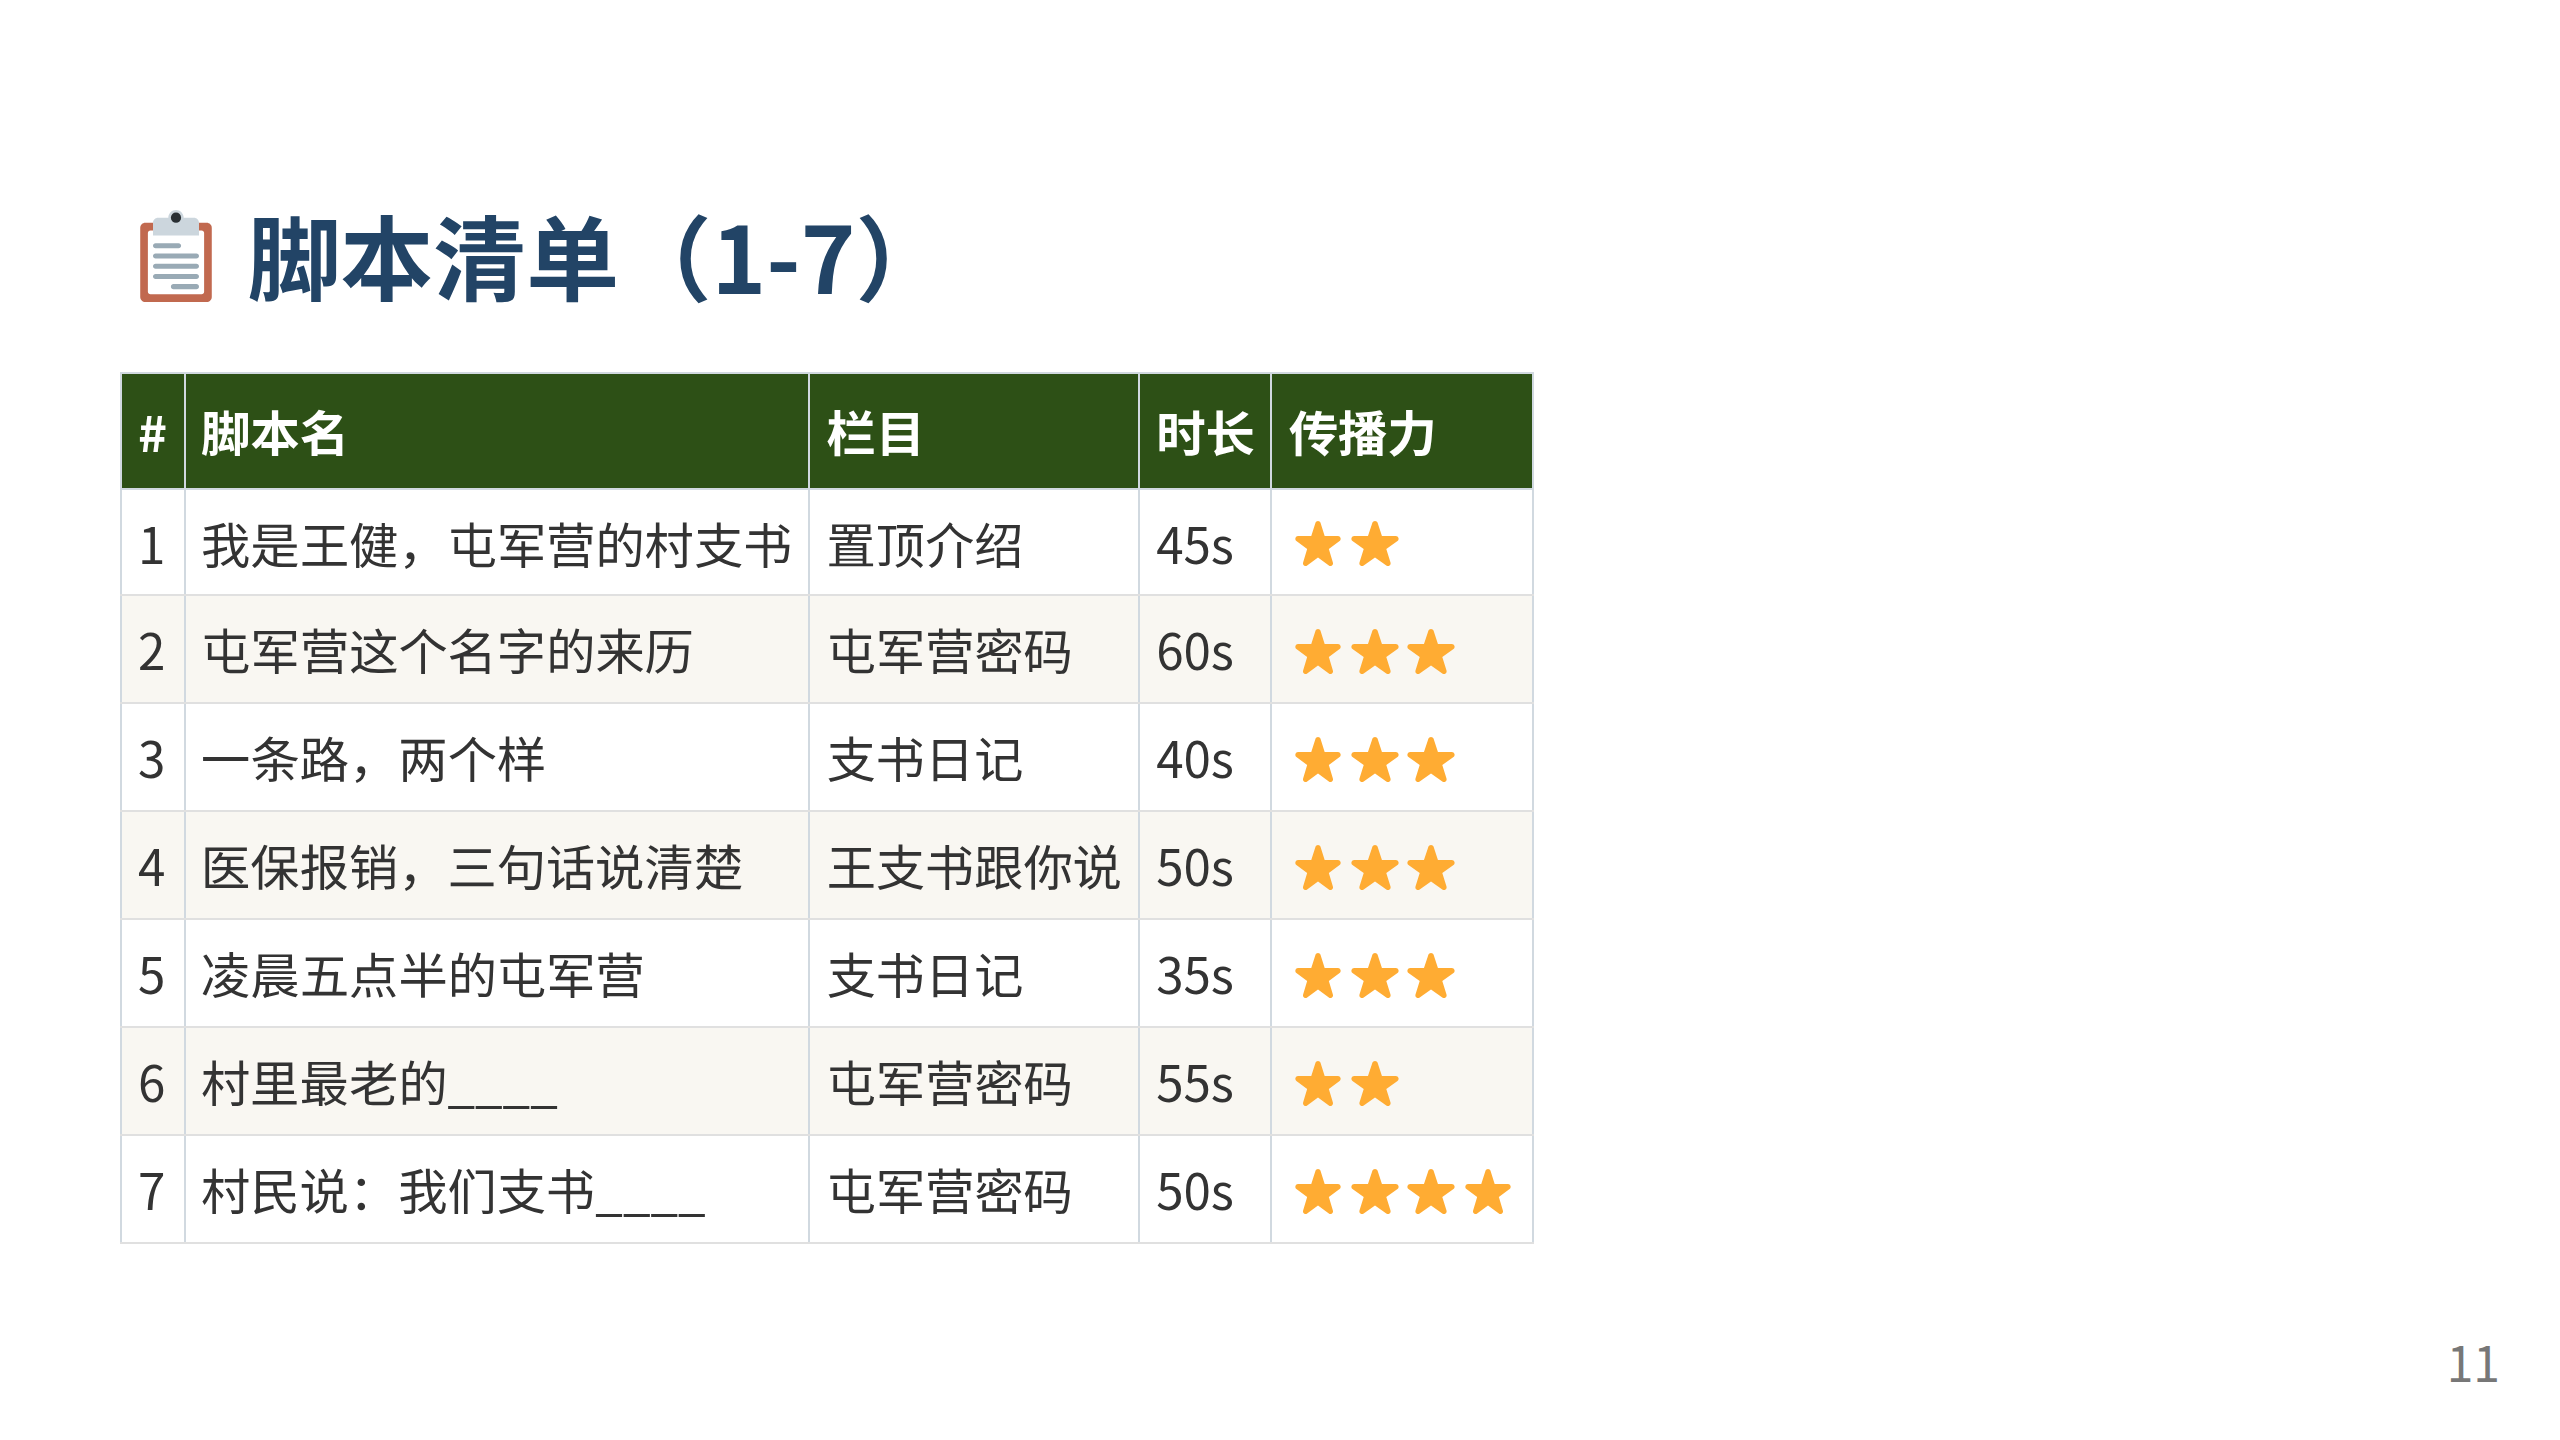 📋 脚本清单（1-7）
# 脚本名 栏目 时长 传播力
1 我是王健，屯军营的村支书 置顶介绍 45s ⭐⭐
2 屯军营这个名字的来历 屯军营密码 60s ⭐⭐⭐
3 一条路，两个样 支书日记 40s ⭐⭐⭐
4 医保报销，三句话说清楚 王支书跟你说 50s ⭐⭐⭐
5 凌晨五点半的屯军营 支书日记 35s ⭐⭐⭐
6 村里最老的____ 屯军营密码 55s ⭐⭐
7 村民说：我们支书____ 屯军营密码 50s ⭐⭐⭐⭐
11